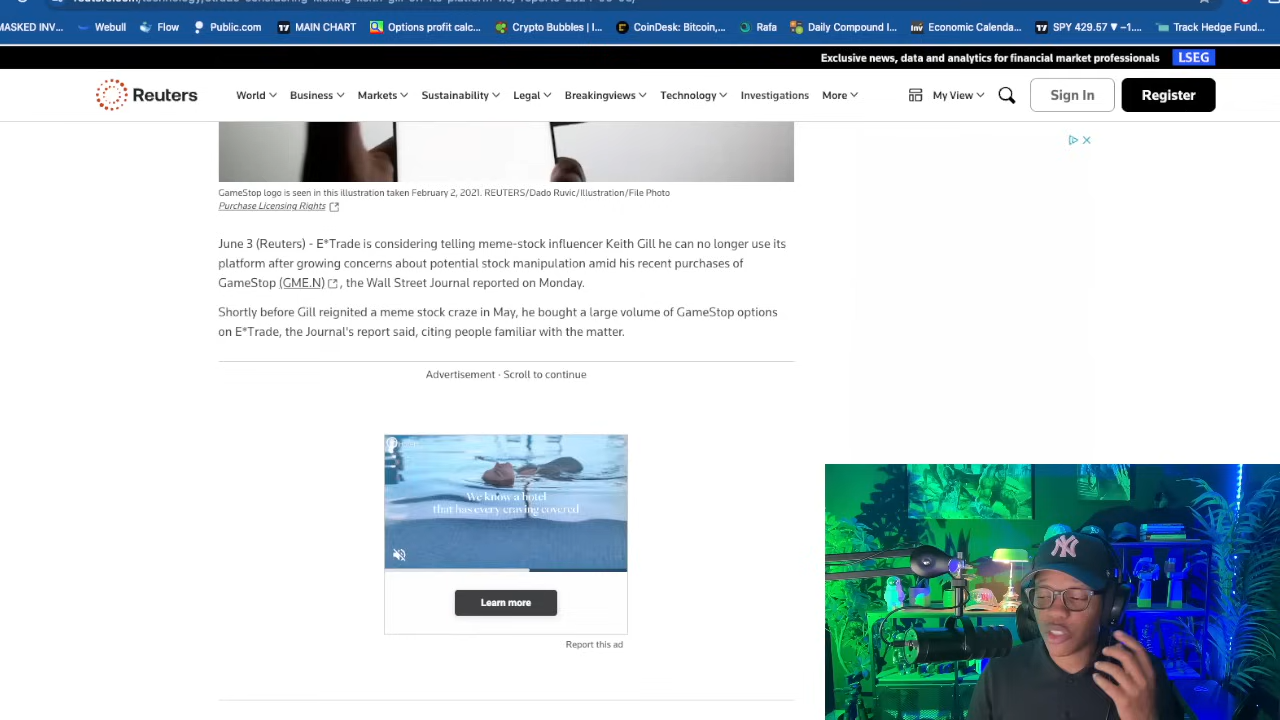 MASKED INV...
Webull
Flow
Public.com
MAIN CHART
Options profit calc...
Crypto Bubbles | I...
CoinDesk: Bitcoin,...
Rafa
Daily Compound I...
Economic Calenda...
SPY 429.57 ▼ −1....
Track Hedge Fund...
Exclusive news, data and analytics for financial market professionals LSEG
Reuters
World
Business
Markets
Sustainability
Legal
Breakingviews
Technology
Investigations
More
My View
Sign In
Register
GameStop logo is seen in this illustration taken February 2, 2021. REUTERS/Dado Ruvic/Illustration/File Photo
Purchase Licensing Rights
June 3 (Reuters) - E*Trade is considering telling meme-stock influencer Keith Gill he can no longer use its
platform after growing concerns about potential stock manipulation amid his recent purchases of
GameStop (GME.N) , the Wall Street Journal reported on Monday.
Shortly before Gill reignited a meme stock craze in May, he bought a large volume of GameStop options
on E*Trade, the Journal's report said, citing people familiar with the matter.
Advertisement · Scroll to continue
We know a hotel
that has every craving covered
Learn more
Report this ad